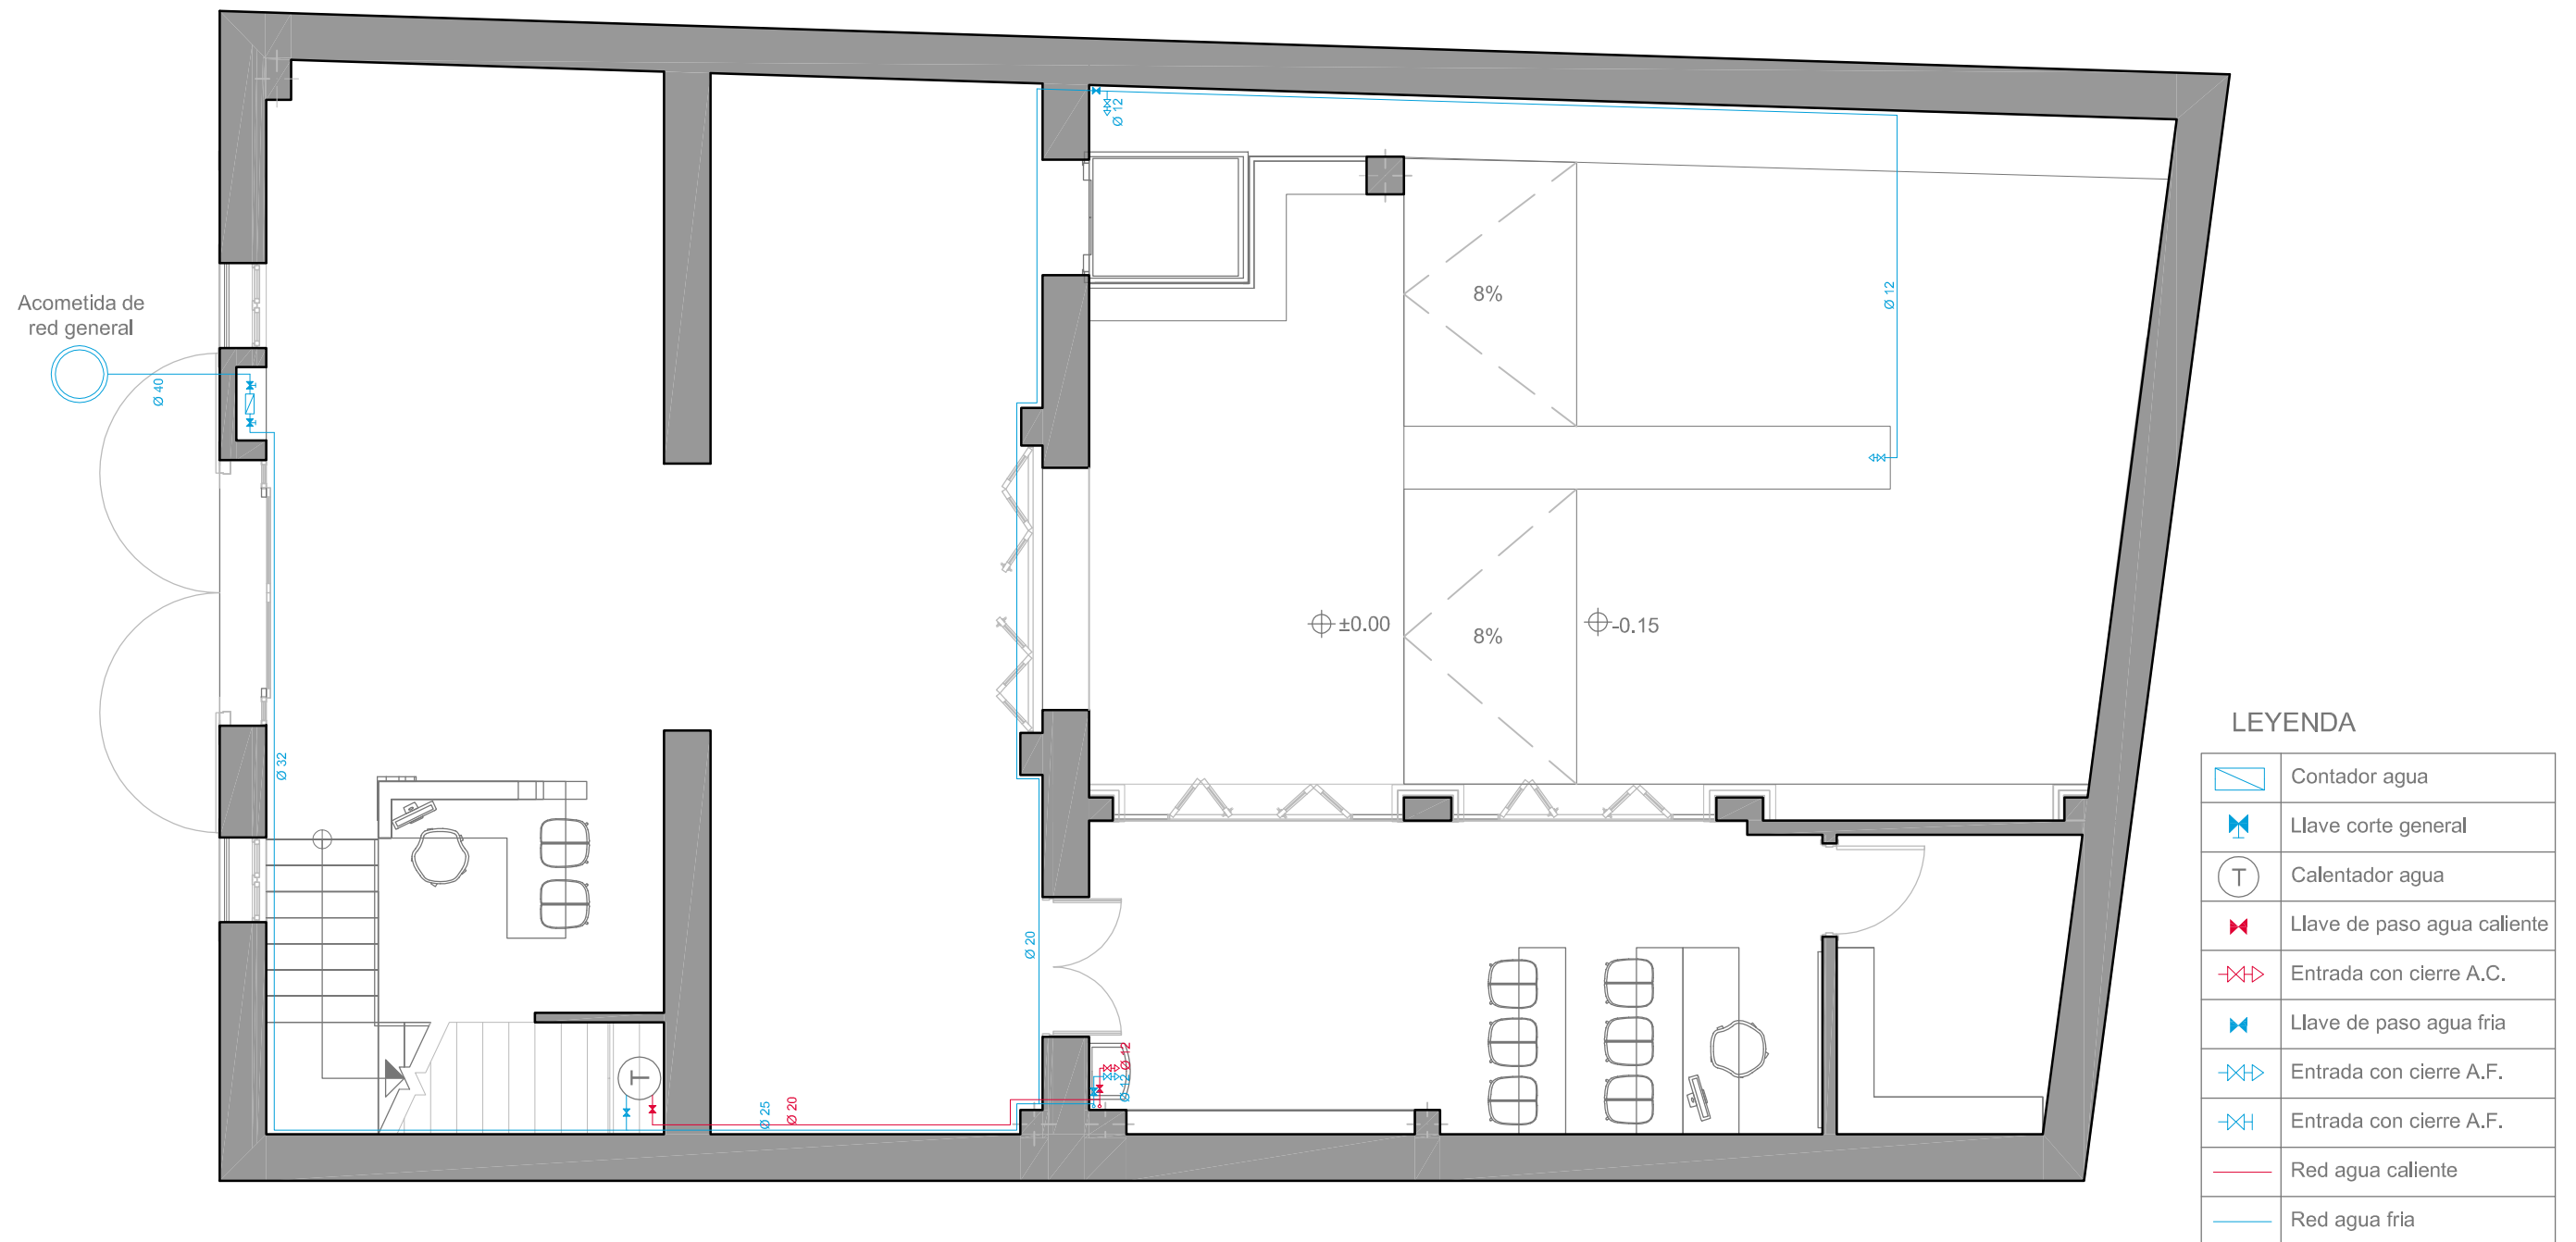 Acometida de
red general
Ø 40
Ø 32
Ø 12
Ø 12
8%
8%
±0.00
-0.15
Ø 20
Ø 12
Ø 12
T
Ø 25
Ø 20
LEYENDA
Contador agua
Llave corte general
T
Calentador agua
Llave de paso agua caliente
Entrada con cierre A.C.
Llave de paso agua fria
Entrada con cierre A.F.
Entrada con cierre A.F.
Red agua caliente
Red agua fria